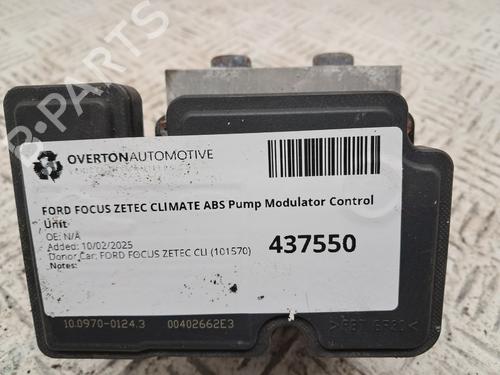 B-PARTS
OVERTONAUTOMOTIVE
FORD FOCUS ZETEC CLIMATE ABS Pump Modulator Control
Unit
OE: N/A
Added: 10/02/2025
Donor Car: FORD FOCUS ZETEC CLI (101570)
Notes:
437550
10.0970-0124.3 00402662E3